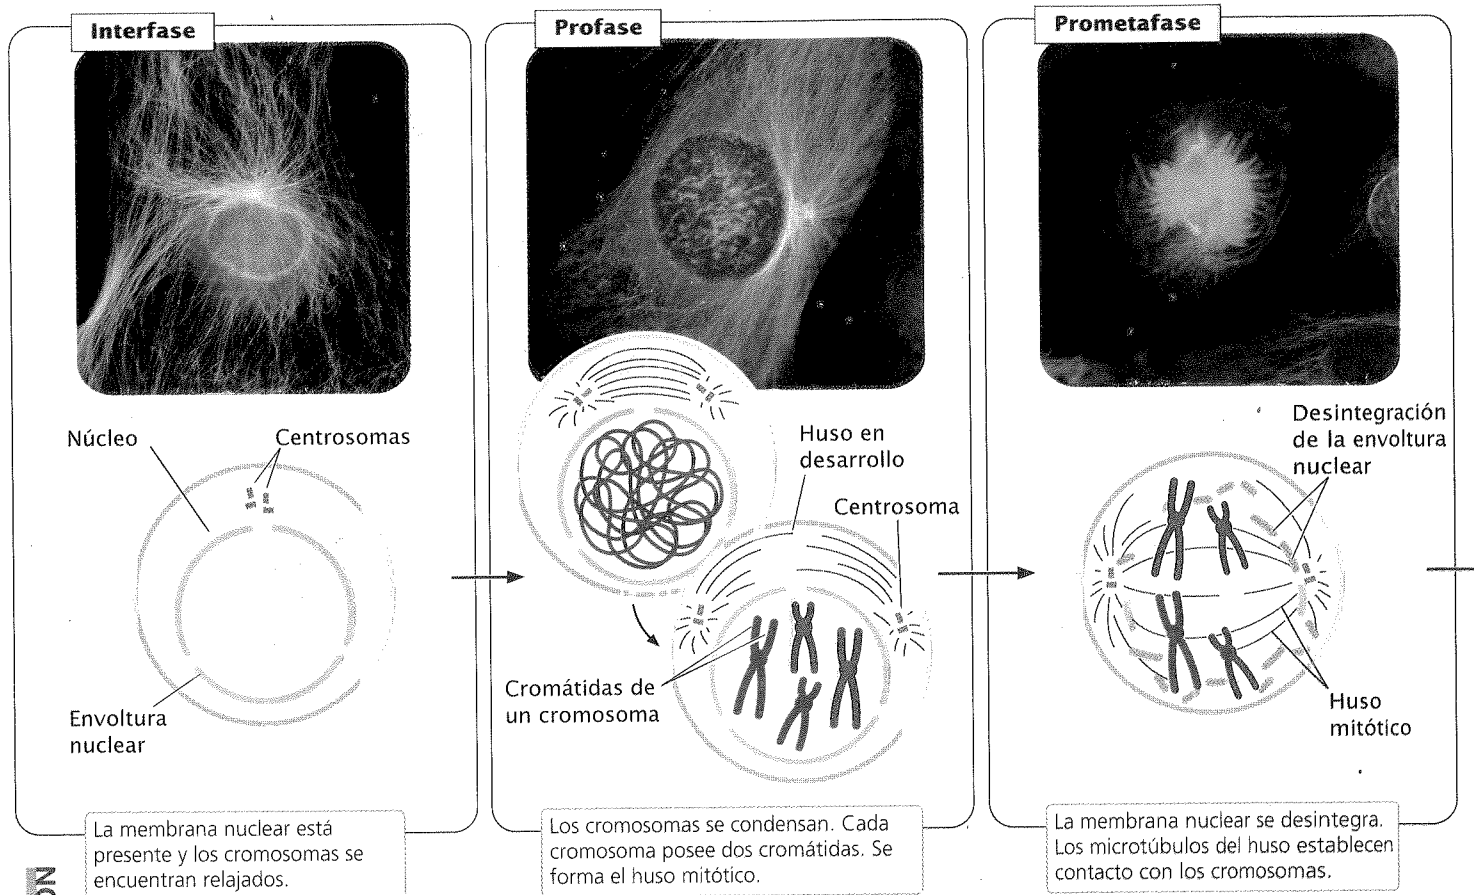 Interfase
Núcleo
Centrosomas
Envoltura
nuclear
La membrana nuclear está
presente y los cromosomas se
encuentran relajados.
Profase
Huso en
desarrollo
Centrosoma
Cromátidas de
un cromosoma
Los cromosomas se condensan. Cada
cromosoma posee dos cromátidas. Se
forma el huso mitótico.
Prometafase
Desintegración
de la envoltura
nuclear
Huso
mitótico
La membrana nuclear se desintegra.
Los microtúbulos del huso establecen
contacto con los cromosomas.